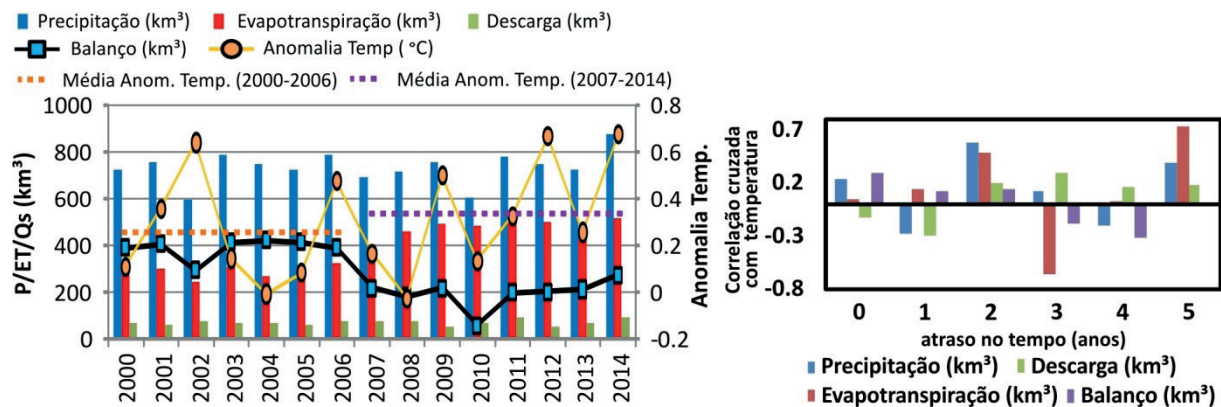 Precipitação (km³) Evapotranspiração (km³) Descarga (km³)
Balanço (km³) Anomalia Temp ( °C)
Média Anom. Temp. (2000-2006) Média Anom. Temp. (2007-2014)
P/ET/Qs (km³)
1000
800
600
400
200
0
0.8
0.6
0.4
0.2
0
-0.2
Anomalia Temp.
2000 2001 2002 2003 2004 2005 2006 2007 2008 2009 2010 2011 2012 2013 2014
Correlação cruzada
com temperatura
0.7
0.2
-0.3
-0.8
0 1 2 3 4 5
atraso no tempo (anos)
Precipitação (km³) Descarga (km³)
Evapotranspiração (km³) Balanço (km³)